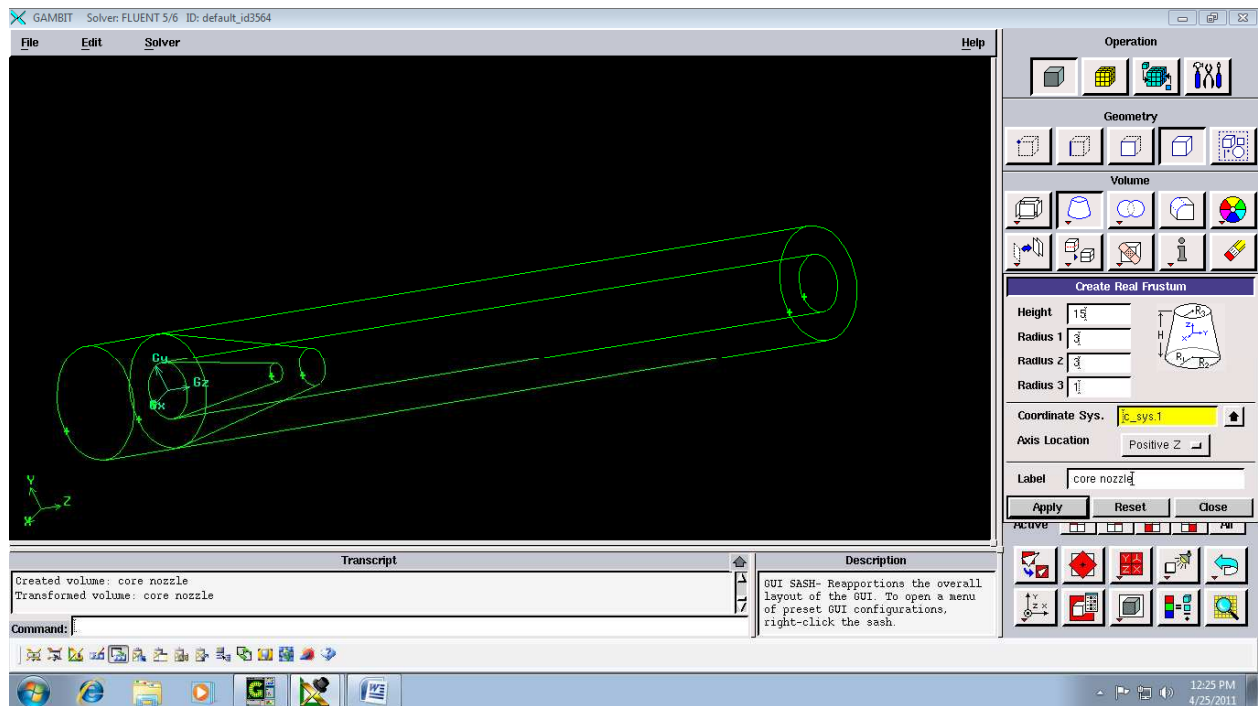 GAMBIT Solver: FLUENT 5/6 ID: default_id3564
File Edit Solver Help
Gy
Gz
Gx
Y
Z
X
Transcript
Created volume: core nozzle
Transformed volume: core nozzle
Command:
Description
GUI SASH- Reapportions the overall
layout of the GUI. To open a menu
of preset GUI configurations,
right-click the sash.
Operation
Geometry
Volume
Create Real Frustum
Height 15
Radius 1 3
Radius 2 3
Radius 3 1
R3
H
Z
X Y
R1 R2
Coordinate Sys. c_sys.1
Axis Location Positive Z
Label core nozzle
Apply Reset Close
Active All
12:25 PM
4/25/2011